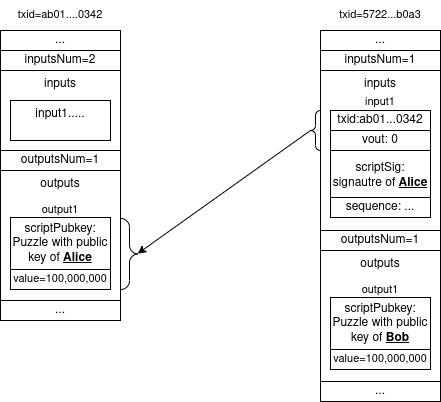 txid=ab01....0342
...
inputsNum=2
inputs
input1.....
outputsNum=1
outputs
output1
scriptPubkey:
Puzzle with public
key of Alice
value=100,000,000
...
txid=5722...b0a3
...
inputsNum=1
inputs
input1
txid:ab01...0342
vout: 0
scriptSig:
signautre of Alice
sequence: ...
outputsNum=1
outputs
output1
scriptPubkey:
Puzzle with public
key of Bob
value=100,000,000
...